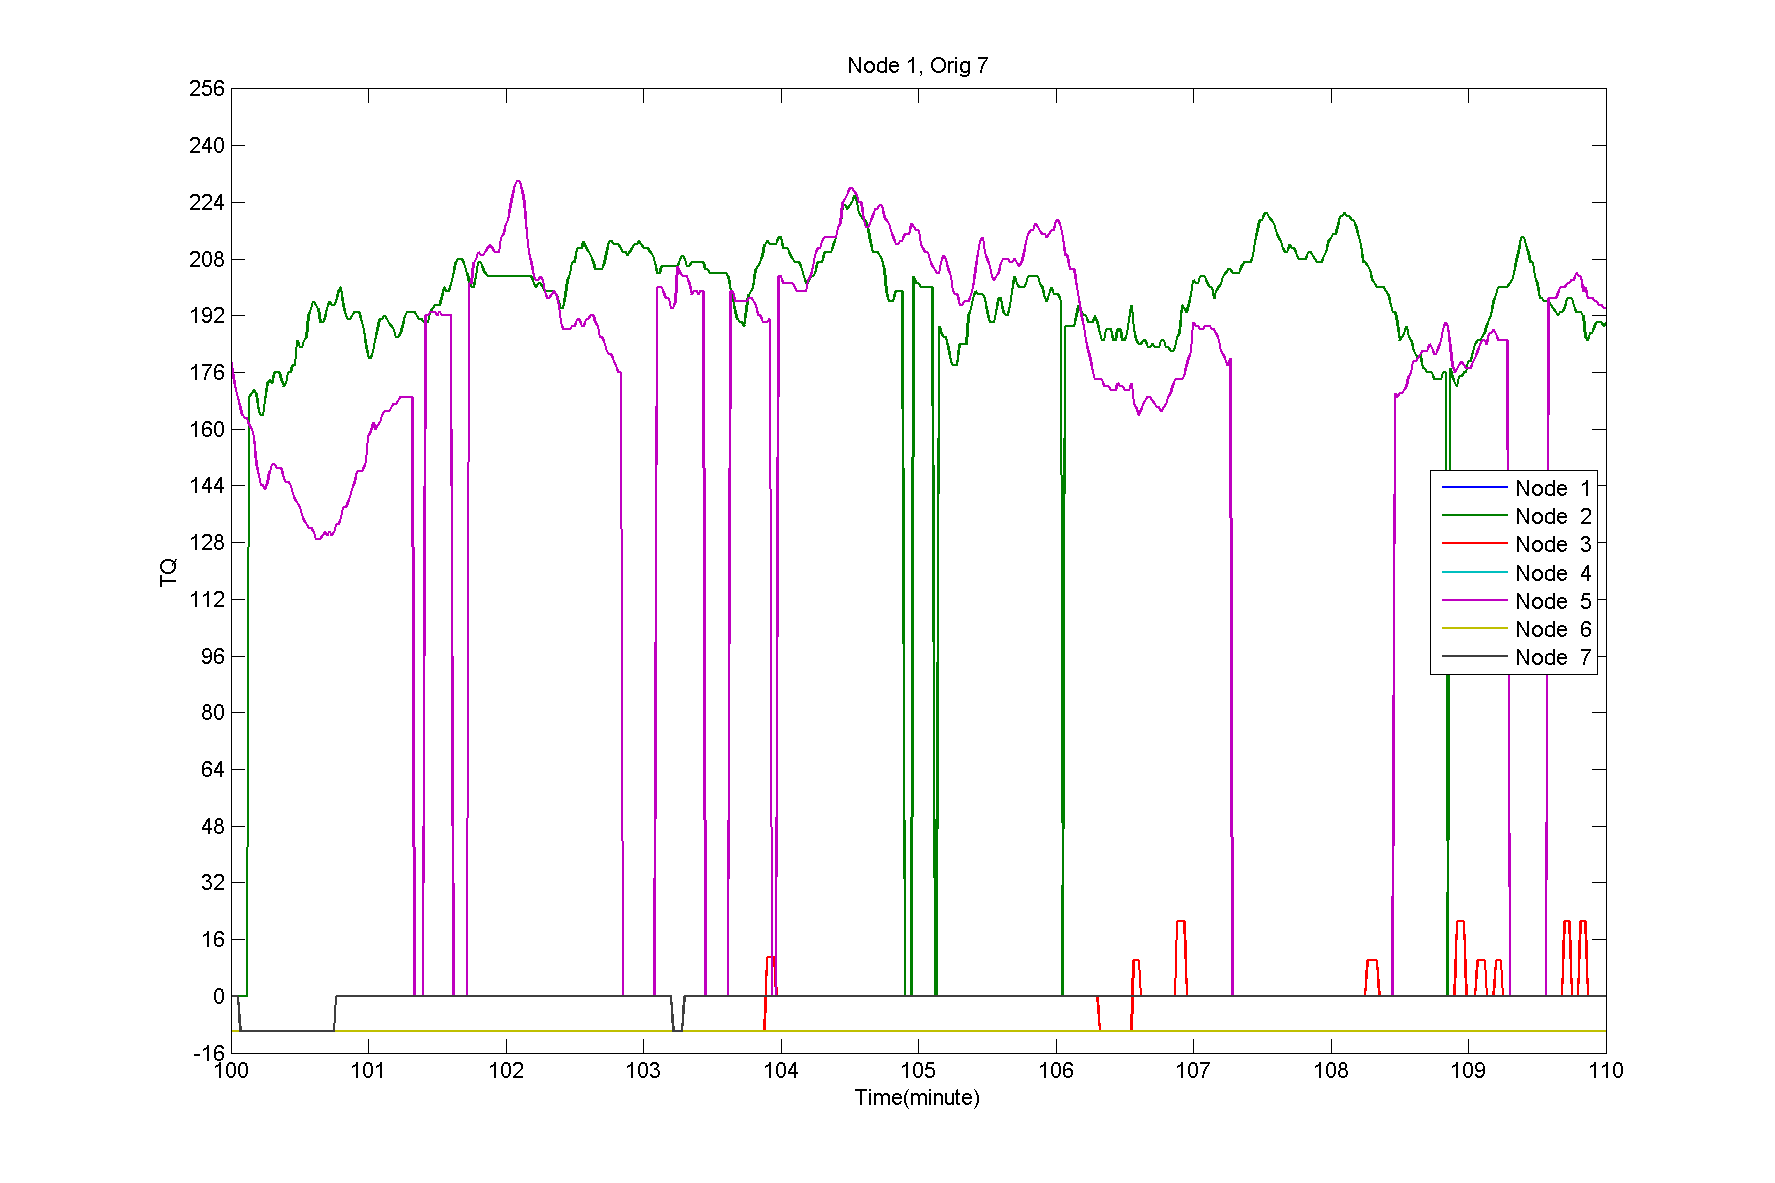 Node 1, Orig 7
256
240
224
208
192
176
160
144
128
112
96
80
64
48
32
16
0
-16
TQ
Node 1
Node 2
Node 3
Node 4
Node 5
Node 6
Node 7
100 101 102 103 104 105 106 107 108 109 110
Time(minute)